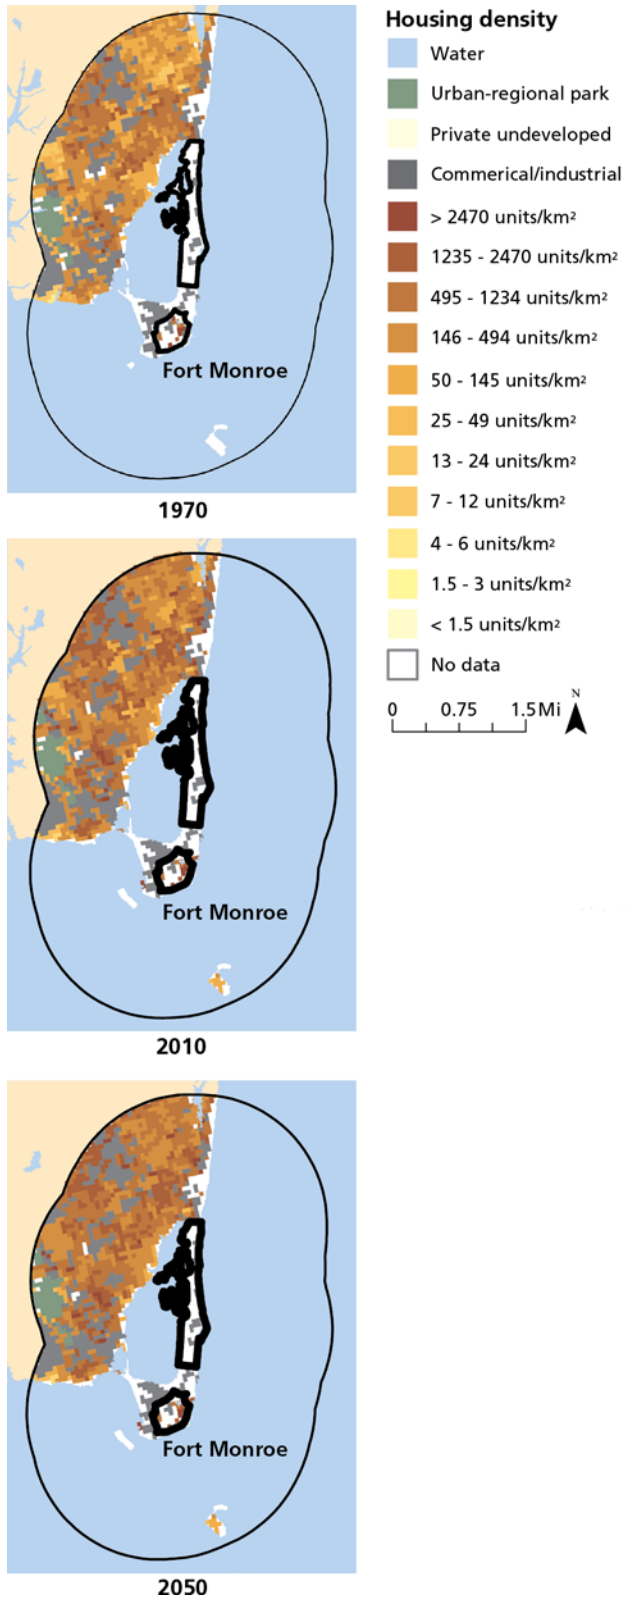 Housing density
Water
Urban-regional park
Private undeveloped
Commerical/industrial
> 2470 units/km²
1235 - 2470 units/km²
495 - 1234 units/km²
146 - 494 units/km²
50 - 145 units/km²
25 - 49 units/km²
13 - 24 units/km²
7 - 12 units/km²
4 - 6 units/km²
1.5 - 3 units/km²
< 1.5 units/km²
No data
N
0 0.75 1.5Mi
Fort Monroe
1970
Fort Monroe
2010
Fort Monroe
2050